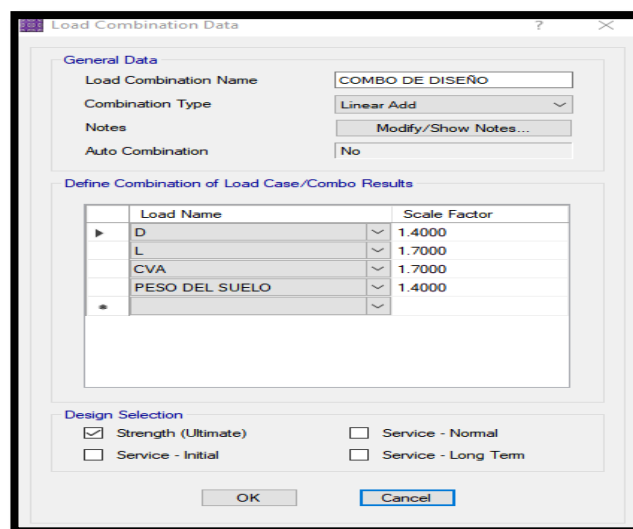 Load Combination Data ? ×
General Data
Load Combination Name COMBO DE DISEÑO
Combination Type Linear Add
Notes Modify/Show Notes...
Auto Combination No
Define Combination of Load Case/Combo Results
Load Name Scale Factor
D 1.4000
L 1.7000
CVA 1.7000
PESO DEL SUELO 1.4000
Design Selection
Strength (Ultimate) Service - Normal
Service - Initial Service - Long Term
OK Cancel